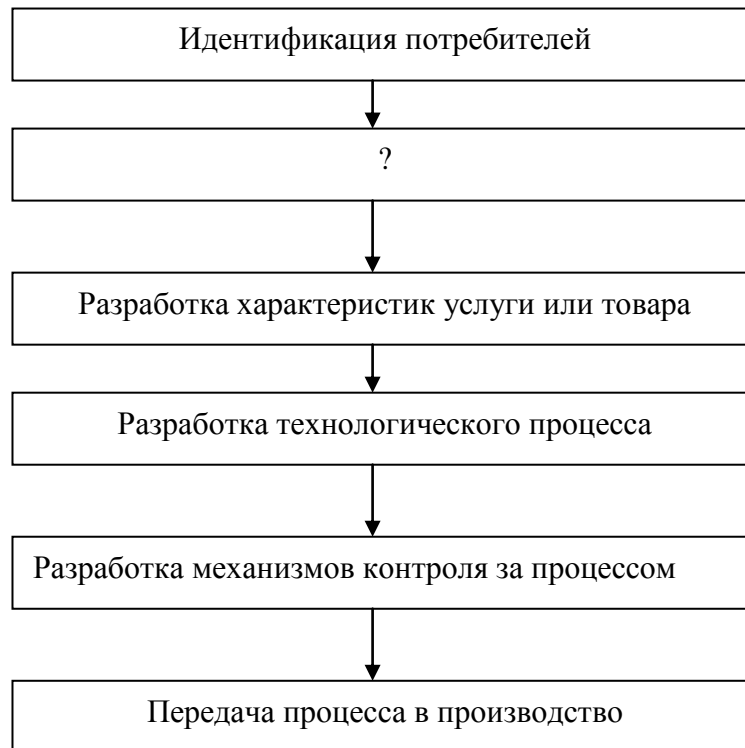 Идентификация потребителей
?
Разработка характеристик услуги или товара
Разработка технологического процесса
Разработка механизмов контроля за процессом
Передача процесса в производство